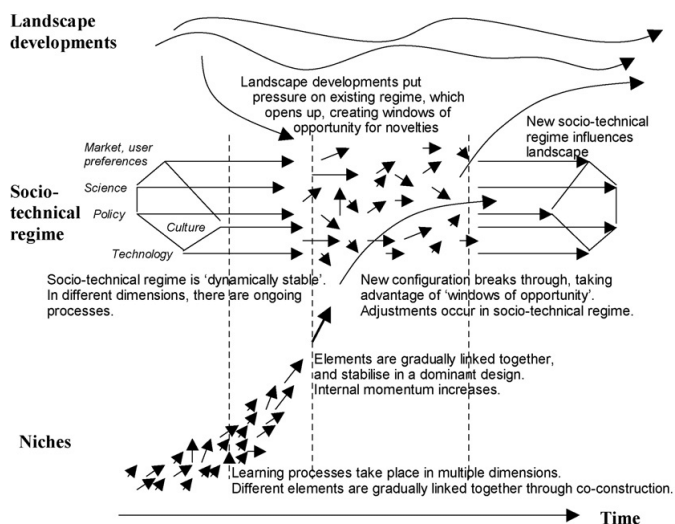 Landscape
developments
Landscape developments put
pressure on existing regime, which
opens up, creating windows of
opportunity for novelties
New socio-technical
regime influences
landscape
Market, user
preferences
Science
Socio-
technical
regime
Policy
Culture
Technology
Socio-technical regime is ‘dynamically stable’.
In different dimensions, there are ongoing
processes.
New configuration breaks through, taking
advantage of ‘windows of opportunity’.
Adjustments occur in socio-technical regime.
Elements are gradually linked together,
and stabilise in a dominant design.
Internal momentum increases.
Niches
Learning processes take place in multiple dimensions.
Different elements are gradually linked together through co-construction.
Time